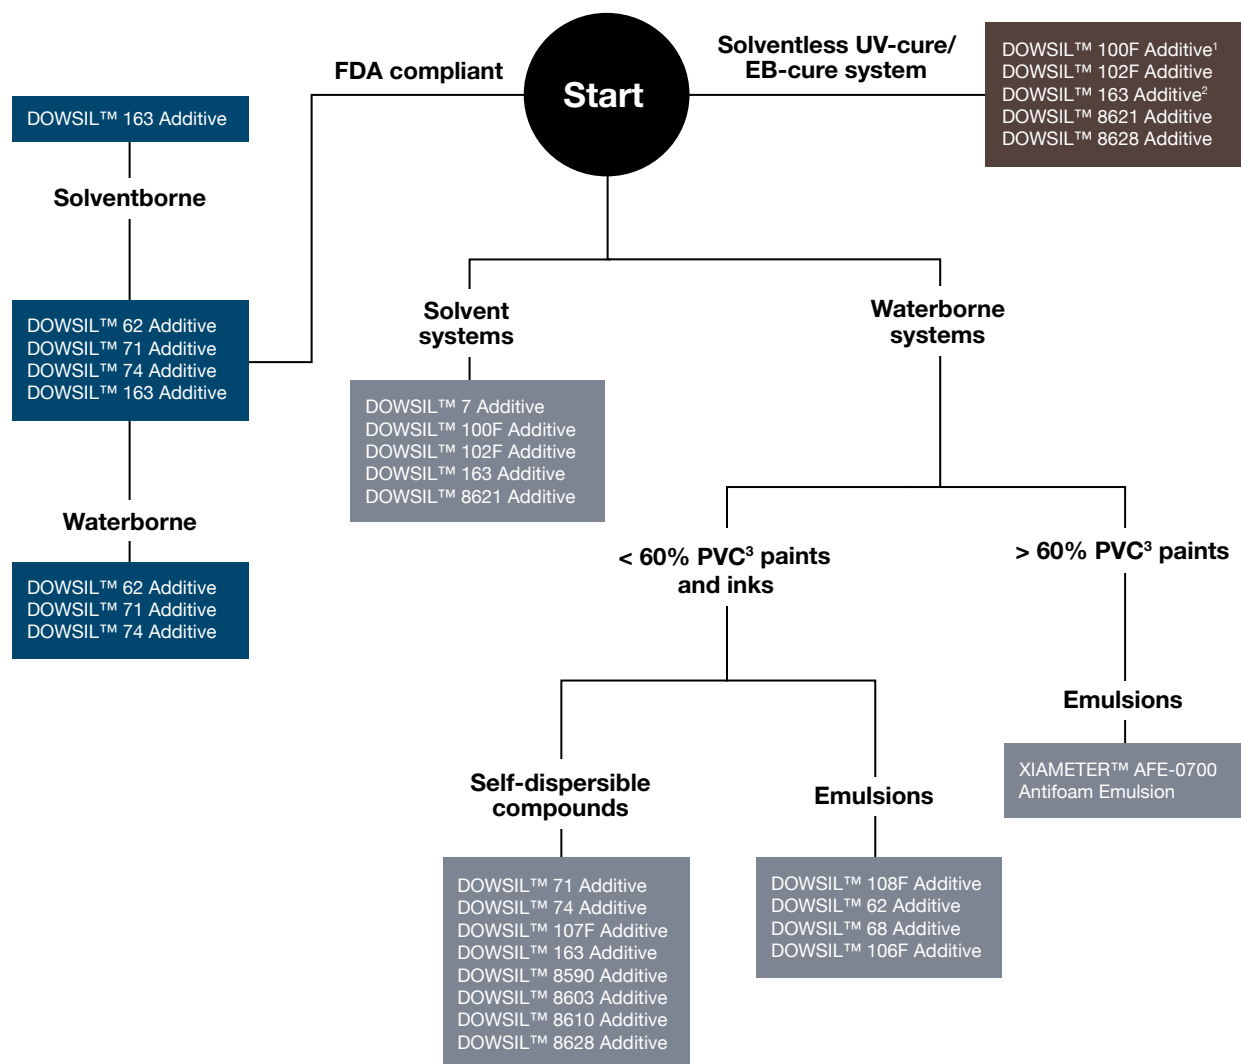 Start
FDA compliant
Solventless UV-cure/
EB-cure system
DOWSIL™ 100F Additive¹
DOWSIL™ 102F Additive
DOWSIL™ 163 Additive²
DOWSIL™ 8621 Additive
DOWSIL™ 8628 Additive
DOWSIL™ 163 Additive
Solventborne
DOWSIL™ 62 Additive
DOWSIL™ 71 Additive
DOWSIL™ 74 Additive
DOWSIL™ 163 Additive
Waterborne
DOWSIL™ 62 Additive
DOWSIL™ 71 Additive
DOWSIL™ 74 Additive
Solvent
systems
DOWSIL™ 7 Additive
DOWSIL™ 100F Additive
DOWSIL™ 102F Additive
DOWSIL™ 163 Additive
DOWSIL™ 8621 Additive
Waterborne
systems
< 60% PVC³ paints
and inks
> 60% PVC³ paints
Self-dispersible
compounds
DOWSIL™ 71 Additive
DOWSIL™ 74 Additive
DOWSIL™ 107F Additive
DOWSIL™ 163 Additive
DOWSIL™ 8590 Additive
DOWSIL™ 8603 Additive
DOWSIL™ 8610 Additive
DOWSIL™ 8628 Additive
Emulsions
DOWSIL™ 108F Additive
DOWSIL™ 62 Additive
DOWSIL™ 68 Additive
DOWSIL™ 106F Additive
Emulsions
XIAMETER™ AFE-0700
Antifoam Emulsion